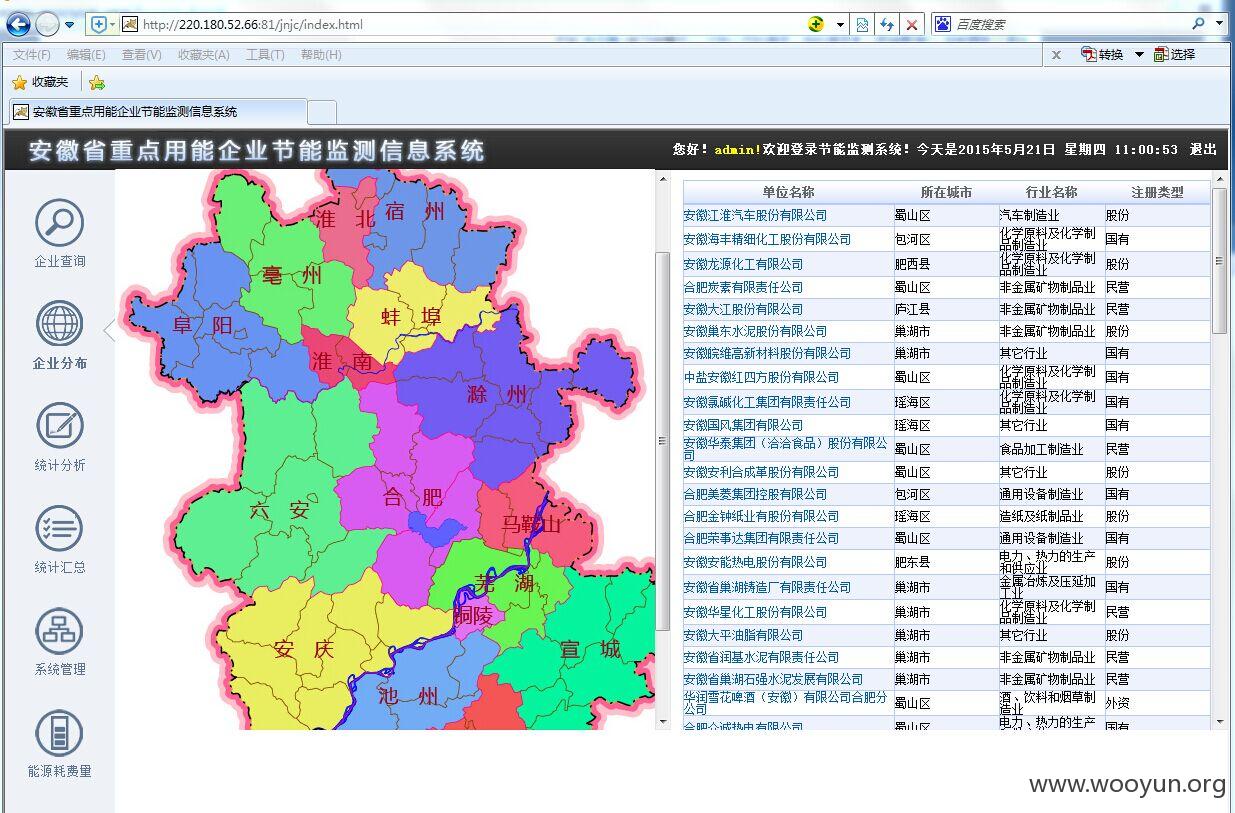 http://220.180.52.66:81/jnjc/index.html
百度搜索
文件(F) 编辑(E) 查看(V) 收藏夹(A) 工具(T) 帮助(H)
x 转换 选择
收藏夹
安徽省重点用能企业节能监测信息系统
安徽省重点用能企业节能监测信息系统
您好！admin!欢迎登录节能监测系统！今天是2015年5月21日 星期四 11:00:53 退出
企业查询
企业分布
统计分析
统计汇总
系统管理
能源耗费量
淮北
宿州
亳州
蚌埠
阜阳
淮南
滁州
合肥
六安
马鞍山
芜湖
铜陵
安庆
宣城
池州
单位名称 所在城市 行业名称 注册类型
安徽江淮汽车股份有限公司 蜀山区 汽车制造业 股份
安徽海丰精细化工股份有限公司 包河区 化学原料及化学制
品制造业 国有
安徽龙源化工有限公司 肥西县 化学原料及化学制
品制造业 股份
合肥炭素有限责任公司 蜀山区 非金属矿物制品业 民营
安徽大江股份有限公司 庐江县 非金属矿物制品业 民营
安徽巢东水泥股份有限公司 巢湖市 非金属矿物制品业 股份
安徽皖维高新材料股份有限公司 巢湖市 其它行业 国有
中盐安徽红四方股份有限公司 蜀山区 化学原料及化学制
品制造业 国有
安徽氯碱化工集团有限责任公司 瑶海区 化学原料及化学制
品制造业 国有
安徽国风集团有限公司 瑶海区 其它行业 国有
安徽华泰集团（洽洽食品）股份有限公
司 蜀山区 食品加工制造业 民营
安徽安利合成革股份有限公司 蜀山区 其它行业 股份
合肥美菱集团控股有限公司 包河区 通用设备制造业 国有
合肥金钟纸业有股份有限公司 瑶海区 造纸及纸制品业 股份
合肥荣事达集团有限责任公司 蜀山区 通用设备制造业 国有
安徽安能热电股份有限公司 肥东县 电力、热力的生产
和供应业 股份
安徽省巢湖铸造厂有限责任公司 巢湖市 金属冶炼及压延加
工业 国有
安徽华星化工股份有限公司 巢湖市 化学原料及化学制
品制造业 民营
安徽大平油脂有限公司 巢湖市 其它行业 股份
安徽省润基水泥有限责任公司 巢湖市 非金属矿物制品业 民营
安徽省巢湖石强水泥发展有限公司 巢湖市 非金属矿物制品业 民营
华润雪花啤酒（安徽）有限公司合肥分
公司 蜀山区 酒、饮料和烟草制
造业 外资
合肥众诚热电有限公司 蜀山区 电力、热力的生产 国有
www.wooyun.org